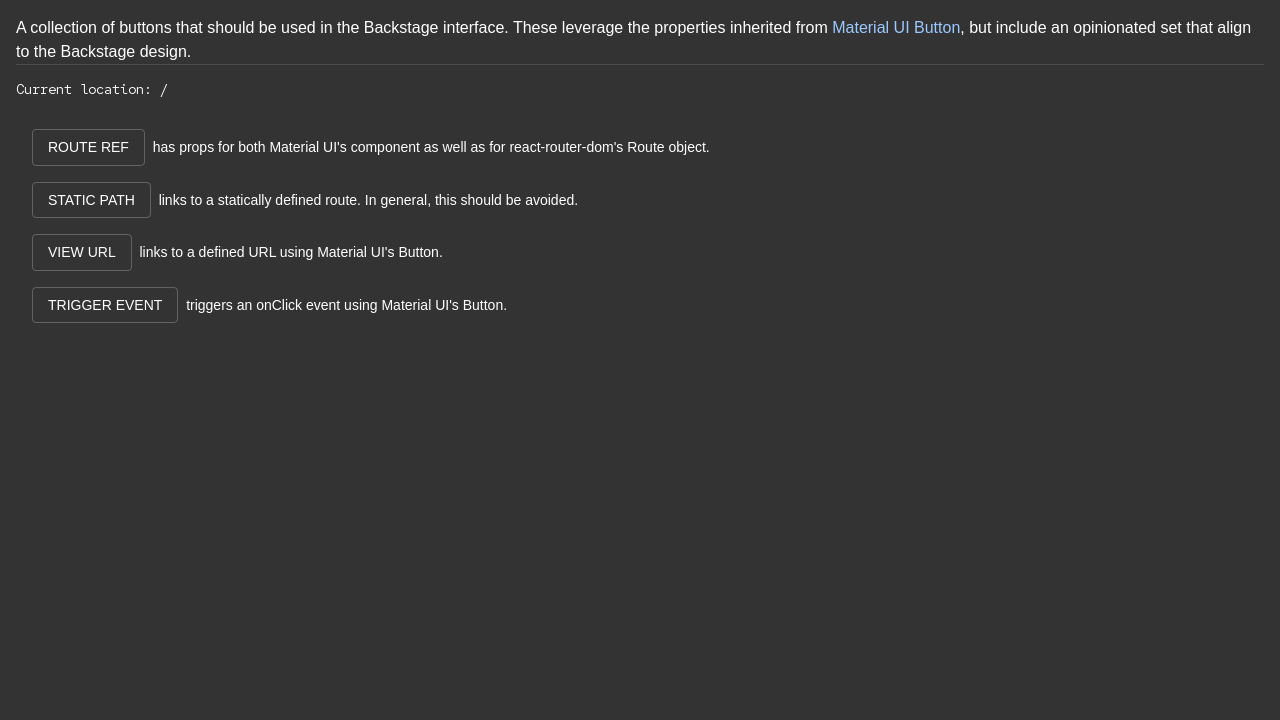 A collection of buttons that should be used in the Backstage interface. These leverage the properties inherited from Material UI Button, but include an opinionated set that align
to the Backstage design.
Current location: /
ROUTE REF has props for both Material UI's component as well as for react-router-dom's Route object.
STATIC PATH links to a statically defined route. In general, this should be avoided.
VIEW URL links to a defined URL using Material UI's Button.
TRIGGER EVENT triggers an onClick event using Material UI's Button.